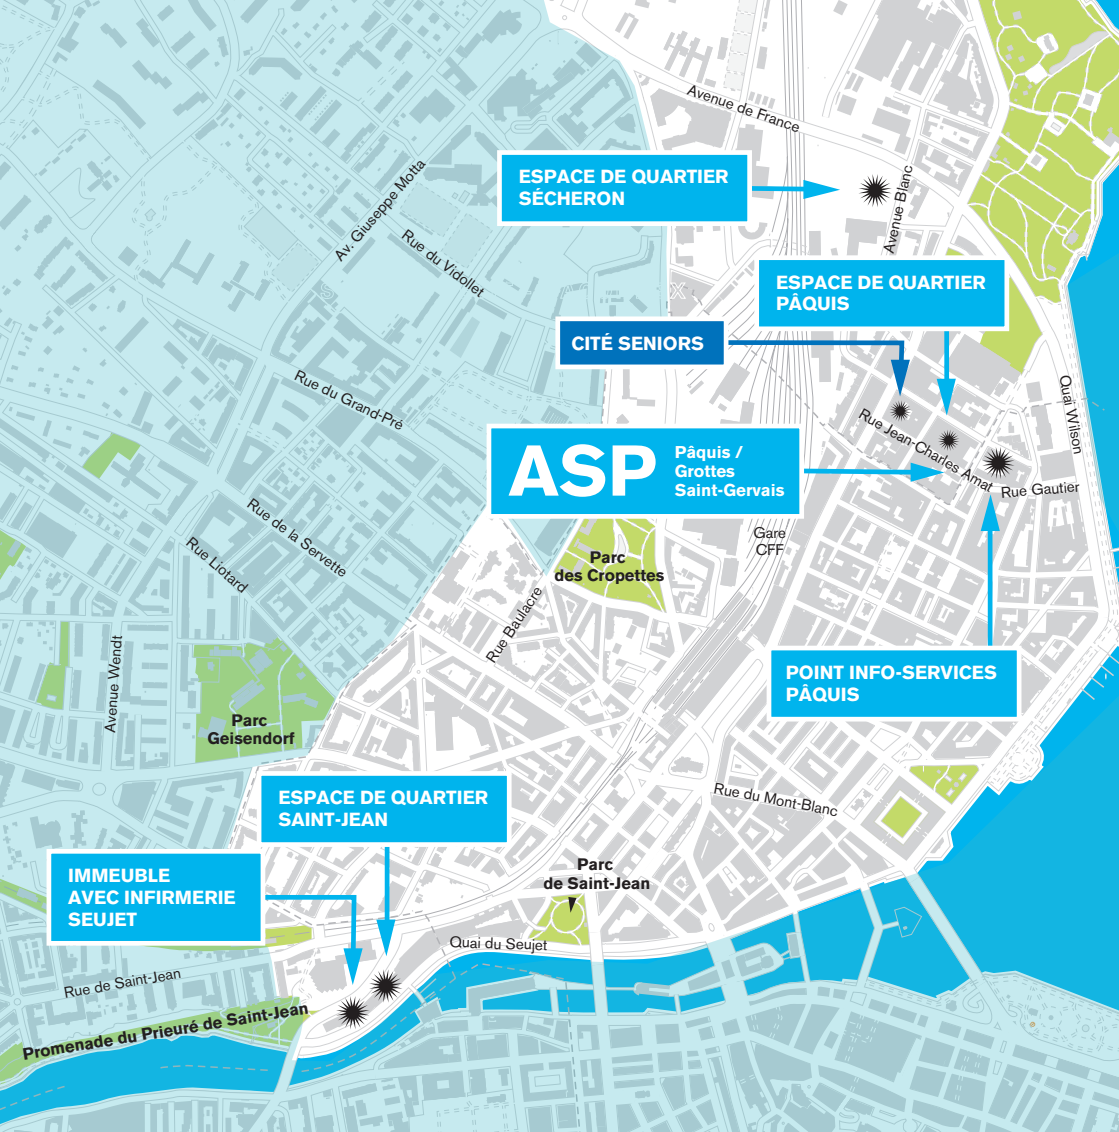 Avenue de France
ESPACE DE QUARTIER
SÉCHERON
Avenue Blanc
Av. Giuseppe Motta
Rue du Vidollet
ESPACE DE QUARTIER
PÂQUIS
CITÉ SENIORS
Rue du Grand-Pré
Quai Wilson
Rue Jean-Charles Amat
ASP
Pâquis /
Grottes
Saint-Gervais
Rue Gautier
Rue de la Servette
Rue Liotard
Gare
CFF
Parc
des Cropettes
Rue Baulacre
Avenue Wendt
POINT INFO-SERVICES
PÂQUIS
Parc
Geisendorf
ESPACE DE QUARTIER
SAINT-JEAN
Rue du Mont-Blanc
IMMEUBLE
AVEC INFIRMERIE
SEUJET
Parc
de Saint-Jean
Quai du Seujet
Rue de Saint-Jean
Promenade du Prieuré de Saint-Jean